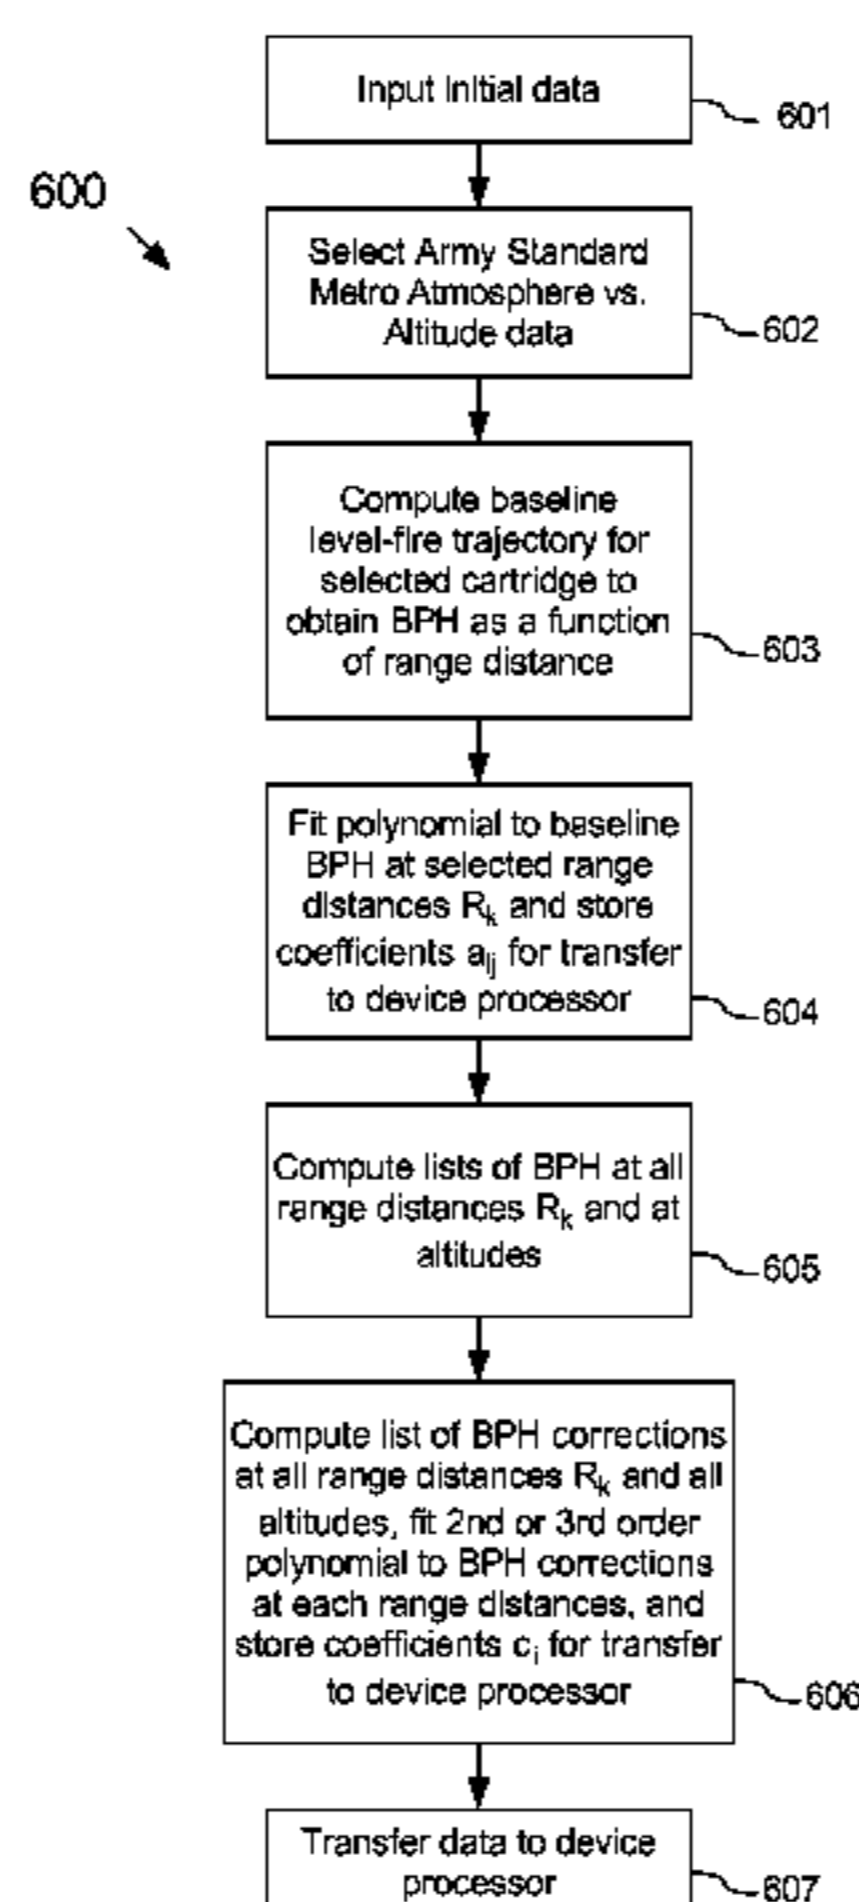 Input initial data
601
600
Select Army Standard
Metro Atmosphere vs.
Altitude data
602
Compute baseline
level-fire trajectory for
selected cartridge to
obtain BPH as a function
of range distance
603
Fit polynomial to baseline
BPH at selected range
distances Rk and store
coefficients aij for transfer
to device processor
604
Compute lists of BPH at all
range distances Rk and at
altitudes
605
Compute list of BPH corrections
at all range distances Rk and all
altitudes, fit 2nd or 3rd order
polynomial to BPH corrections
at each range distances, and
store coefficients ci for transfer
to device processor
606
Transfer data to device
processor
607